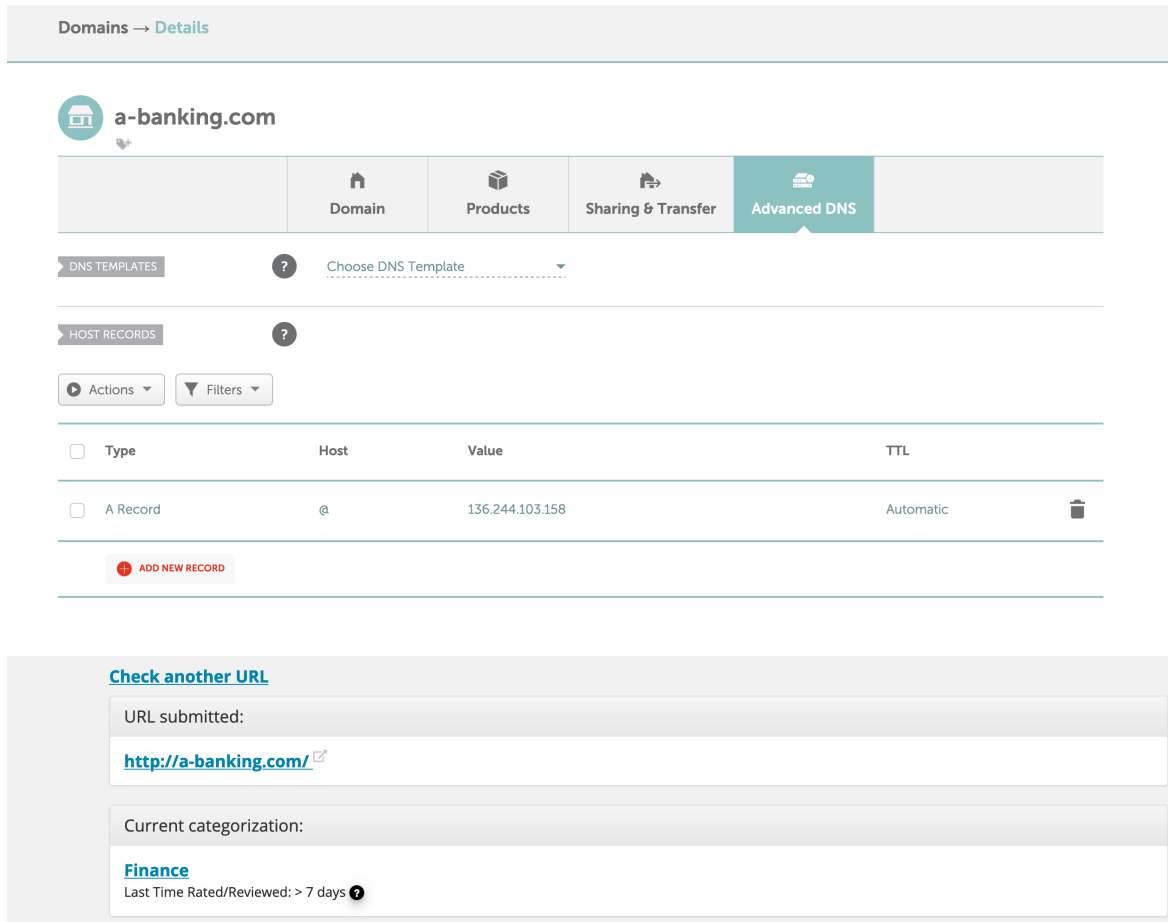 Domains → Details
a-banking.com
Domain Products Sharing & Transfer Advanced DNS
DNS TEMPLATES ? Choose DNS Template
HOST RECORDS ?
Actions Filters
Type Host Value TTL
A Record @ 136.244.103.158 Automatic
ADD NEW RECORD
Check another URL
URL submitted:
http://a-banking.com/
Current categorization:
Finance
Last Time Rated/Reviewed: > 7 days ?